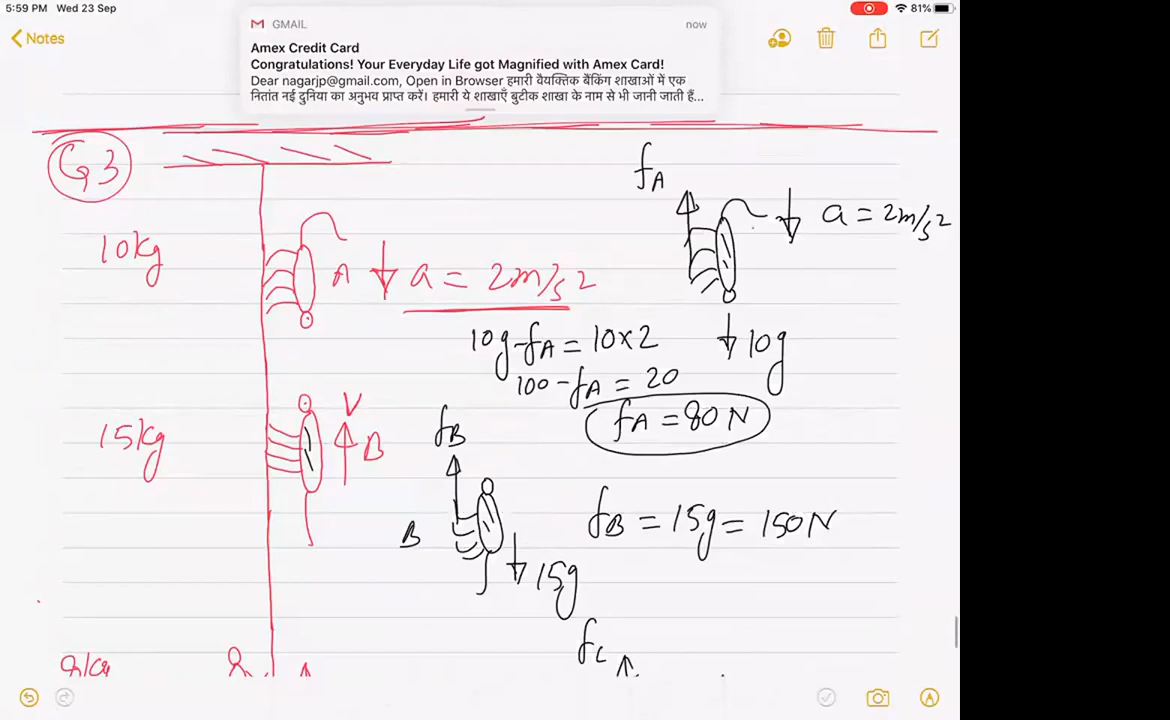 5:59 PM Wed 23 Sep
81%
Notes
GMAIL
now
Amex Credit Card
Congratulations! Your Everyday Life got Magnified with Amex Card!
Dear nagarjp@gmail.com, Open in Browser हमारी बैयक्तिक बैंकिंग शाखाओं में एक
नितांत नई दुनिया का अनुभव प्राप्त करें। हमारी ये शाखाएँ बुटीक शाखा के नाम से भी जानी जाती हैं...
Q3
10kg
A
a = 2m/s2
fA
a = 2m/s2
10g
10g-fA = 10x2
100-fA = 20
fA = 80N
15kg
V
B
fB
B
15g
fB = 15g = 150N
fC